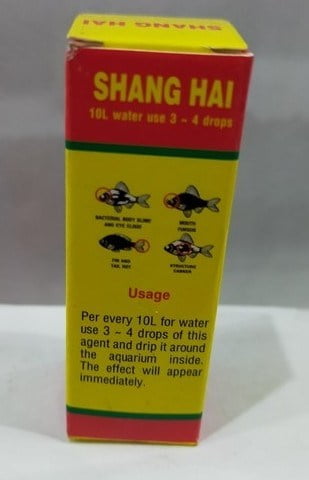 SHANG HAI
SHANG HAI
10L water use 3 ~ 4 drops
BACTERIAL BODY SLIME
AND EYE CLOUD
MOUTH
FUNGUS
FIN AND
TAIL ROT
CANKER
Usage
Per every 10L for water
use 3 ~ 4 drops of this
agent and drip it around
the aquarium inside.
The effect will appear
immediately.